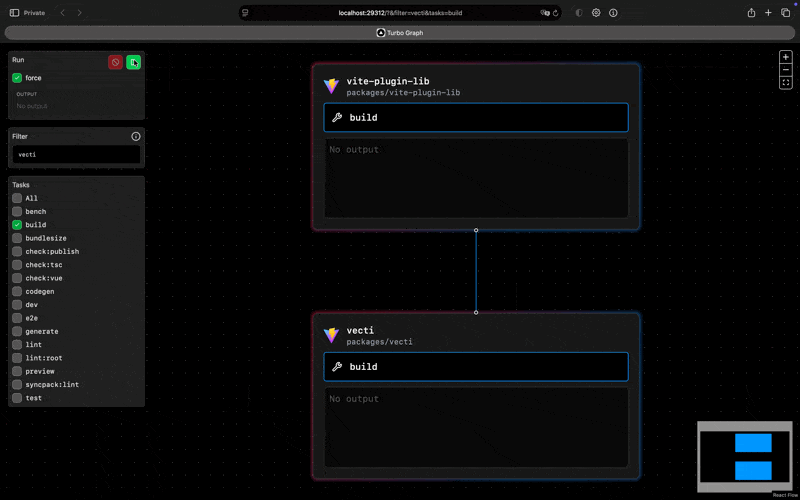 Private
localhost:29312/?&filter=vecti&tasks=build
Turbo Graph
Run
force
OUTPUT
No output
Filter
vecti
Tasks
All
bench
build
bundlesize
check:publish
check:tsc
check:vue
codegen
dev
e2e
generate
lint
lint:root
preview
syncpack:lint
test
vite-plugin-lib
packages/vite-plugin-lib
build
No output
vecti
packages/vecti
build
No output
React Flow